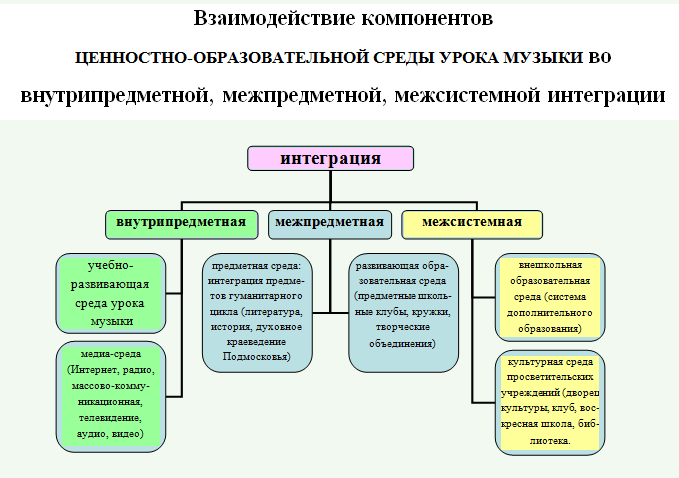 Взаимодействие компонентов
ЦЕННОСТНО-ОБРАЗОВАТЕЛЬНОЙ СРЕДЫ УРОКА МУЗЫКИ ВО
внутрипредметной, межпредметной, межсистемной интеграции
интеграция
внутрипредметная
межпредметная
межсистемная
учебно-
развивающая
среда урока
музыки
медиа-среда
(Интернет, радио,
массово-комму-
никационная,
телевидение,
аудио, видео)
предметная среда:
интеграция предме-
тов гуманитарного
цикла (литература,
история, духовное
краеведение
Подмосковья)
развивающая обра-
зовательная среда
(предметные школь-
ные клубы, кружки,
творческие
объединения)
внешкольная
образовательная
среда (система
дополнительного
образования)
культурная среда
просветительских
учреждений (дворец
культуры, клуб, вос-
кресная школа, биб-
лиотека.